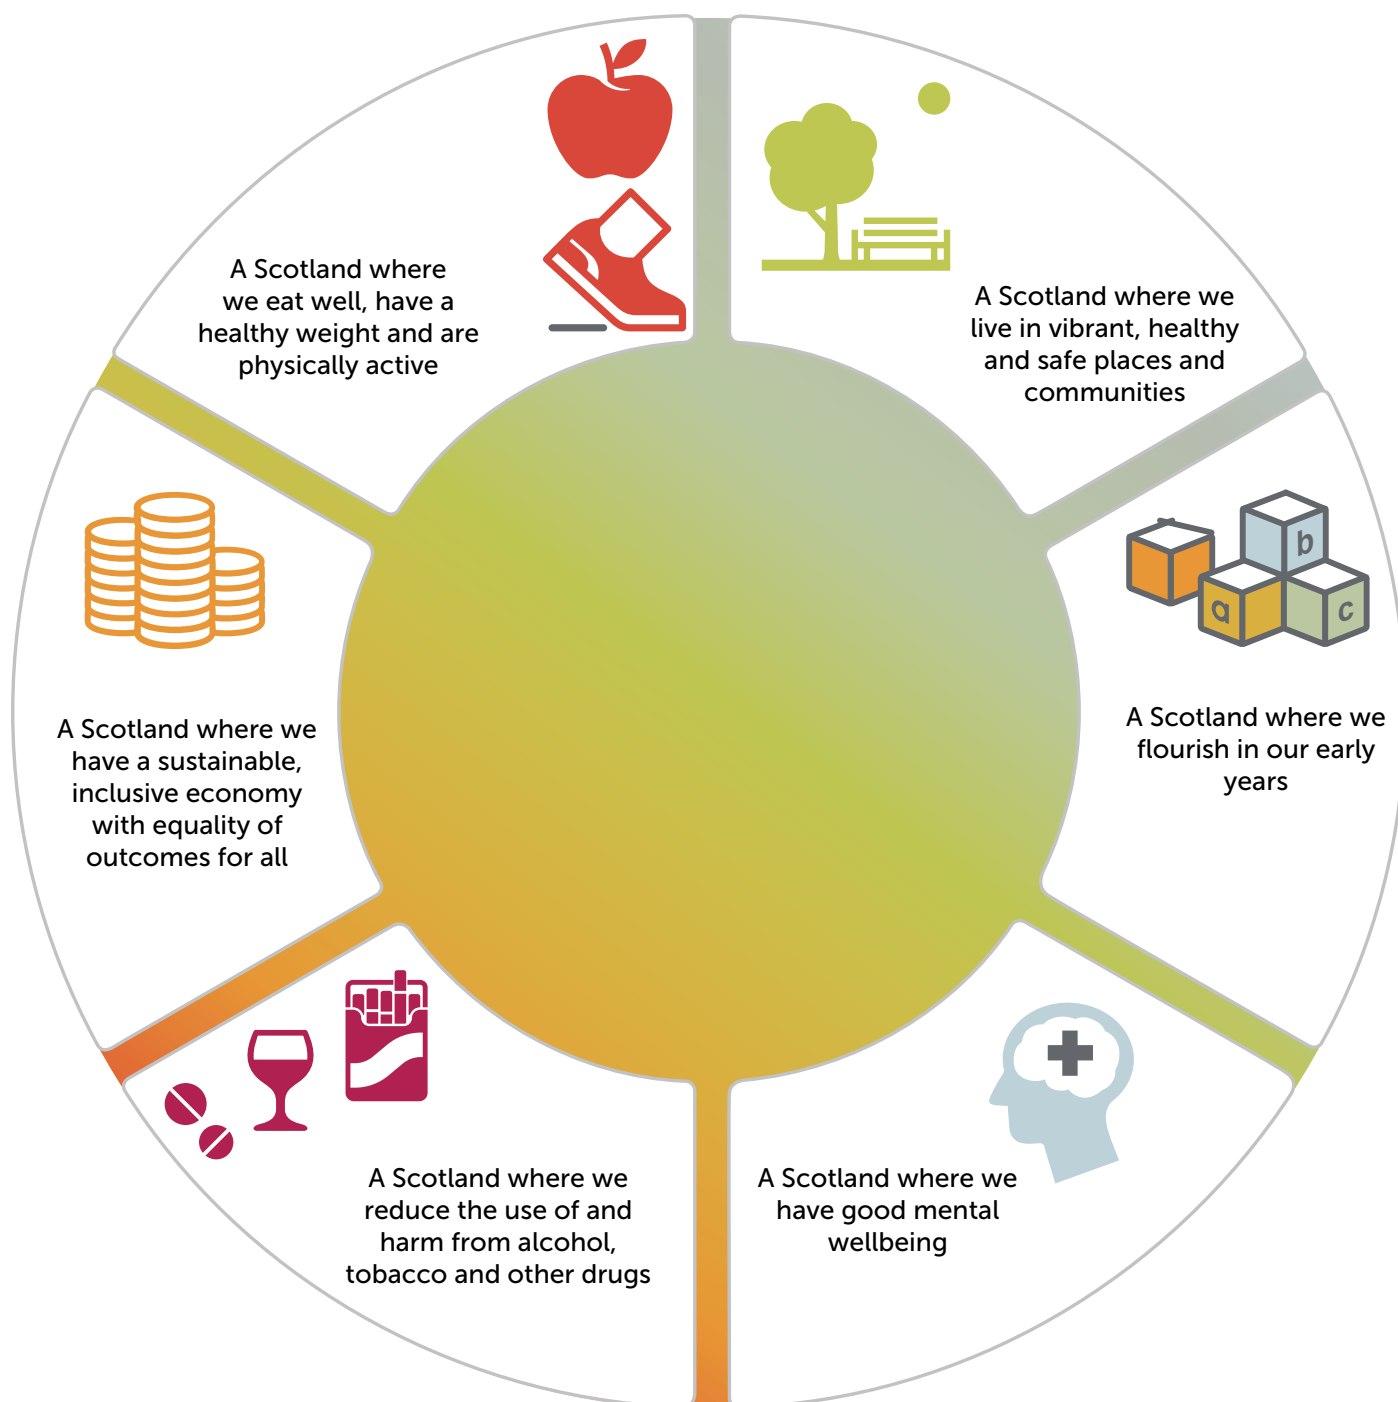 A Scotland where
we eat well, have a
healthy weight and are
physically active
A Scotland where we
live in vibrant, healthy
and safe places and
communities
b
a
c
A Scotland where we
flourish in our early
years
A Scotland where we
have a sustainable,
inclusive economy
with equality of
outcomes for all
A Scotland where we
reduce the use of and
harm from alcohol,
tobacco and other drugs
A Scotland where we
have good mental
wellbeing